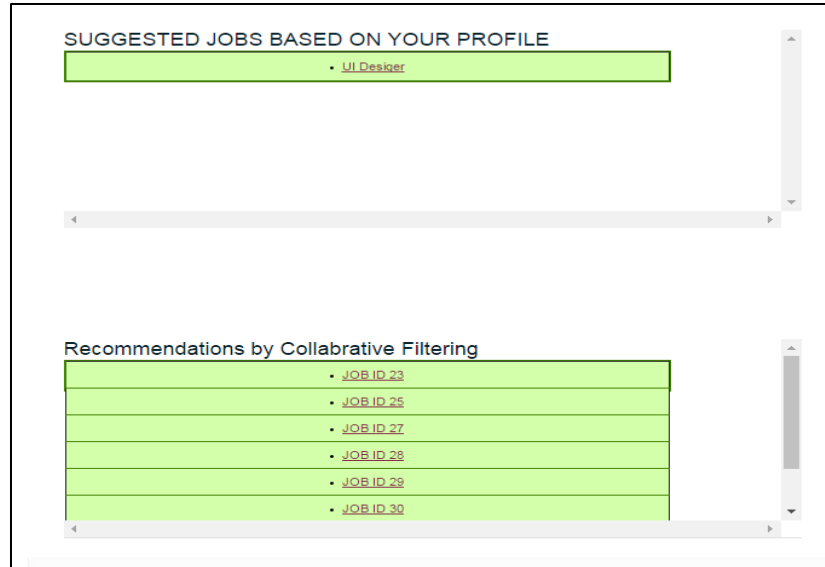 SUGGESTED JOBS BASED ON YOUR PROFILE
• UI Desiger
Recommendations by Collabrative Filtering
• JOB ID 23
• JOB ID 25
• JOB ID 27
• JOB ID 28
• JOB ID 29
• JOB ID 30